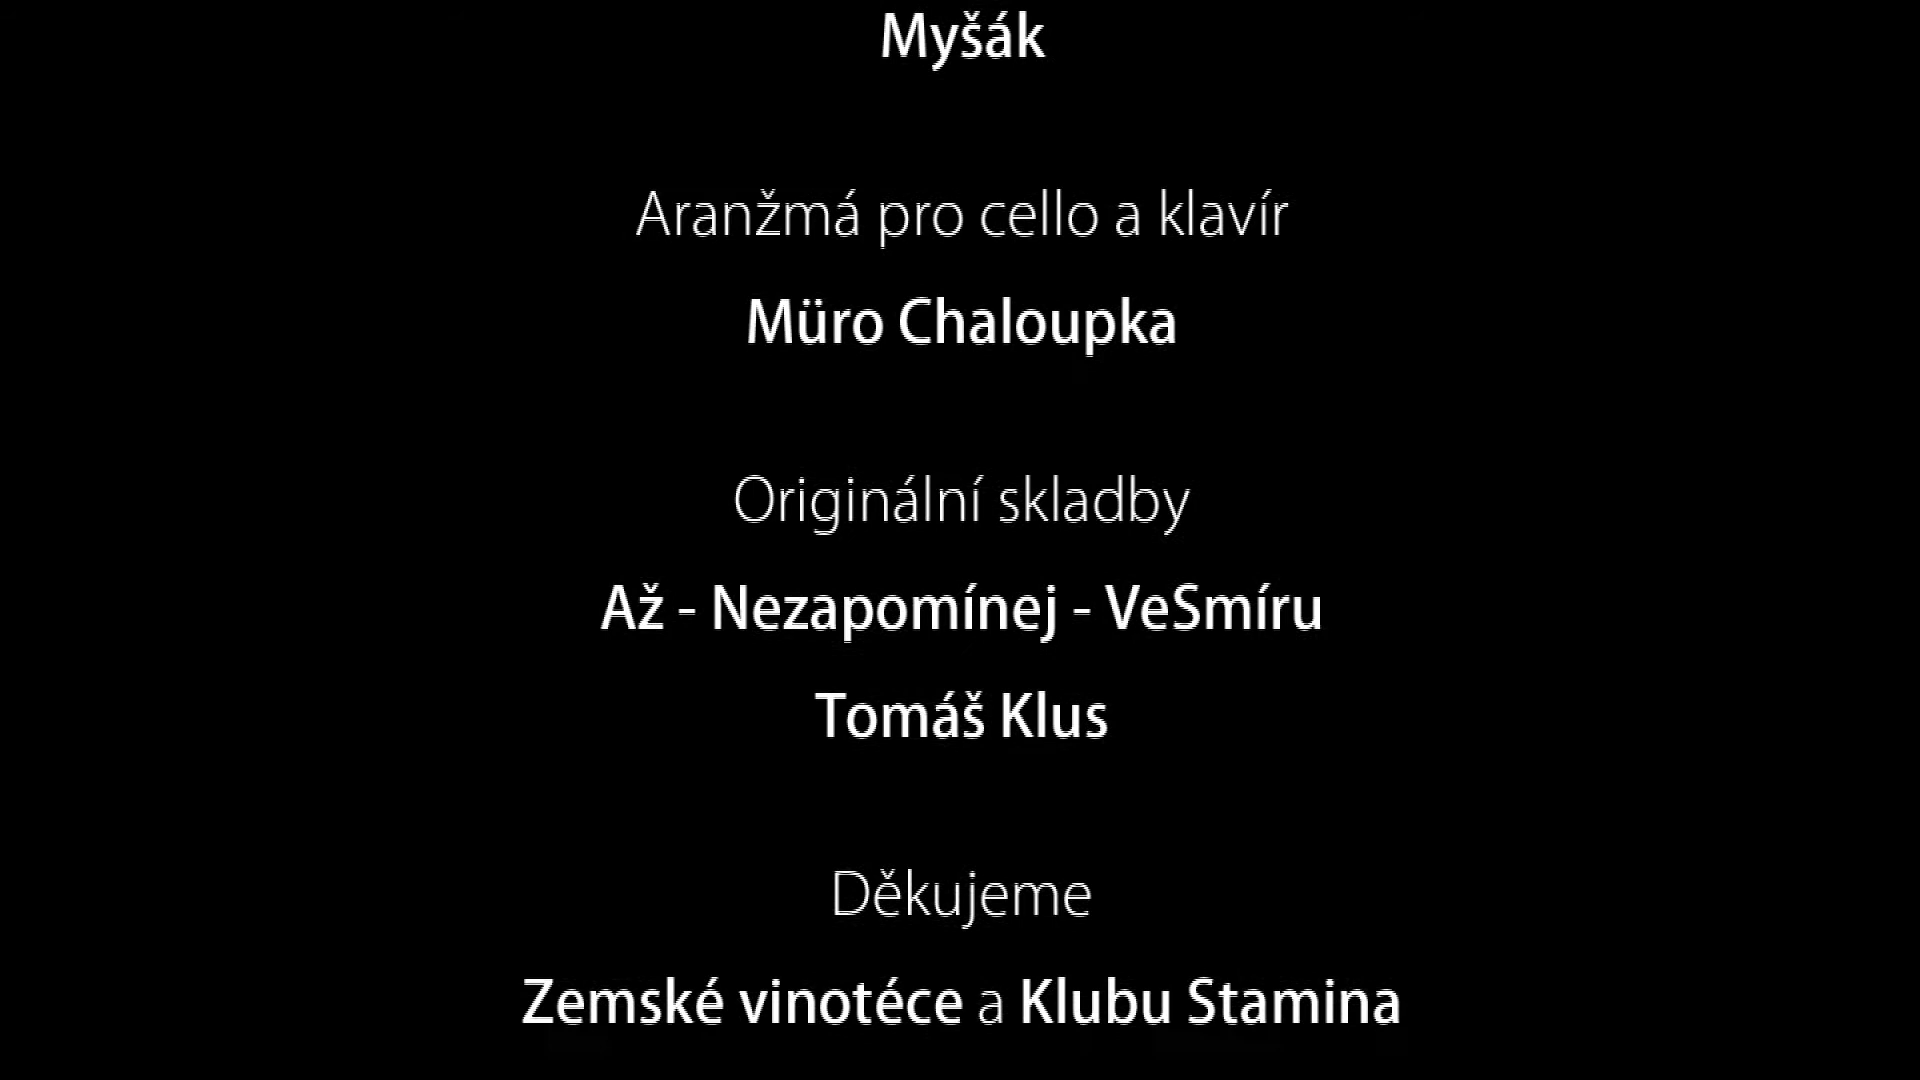 Myšák
Aranžmá pro cello a klavír
Müro Chaloupka
Originální skladby
Až - Nezapomínej - VeSmíru
Tomáš Klus
Děkujeme
Zemské vinotéce a Klubu Stamina